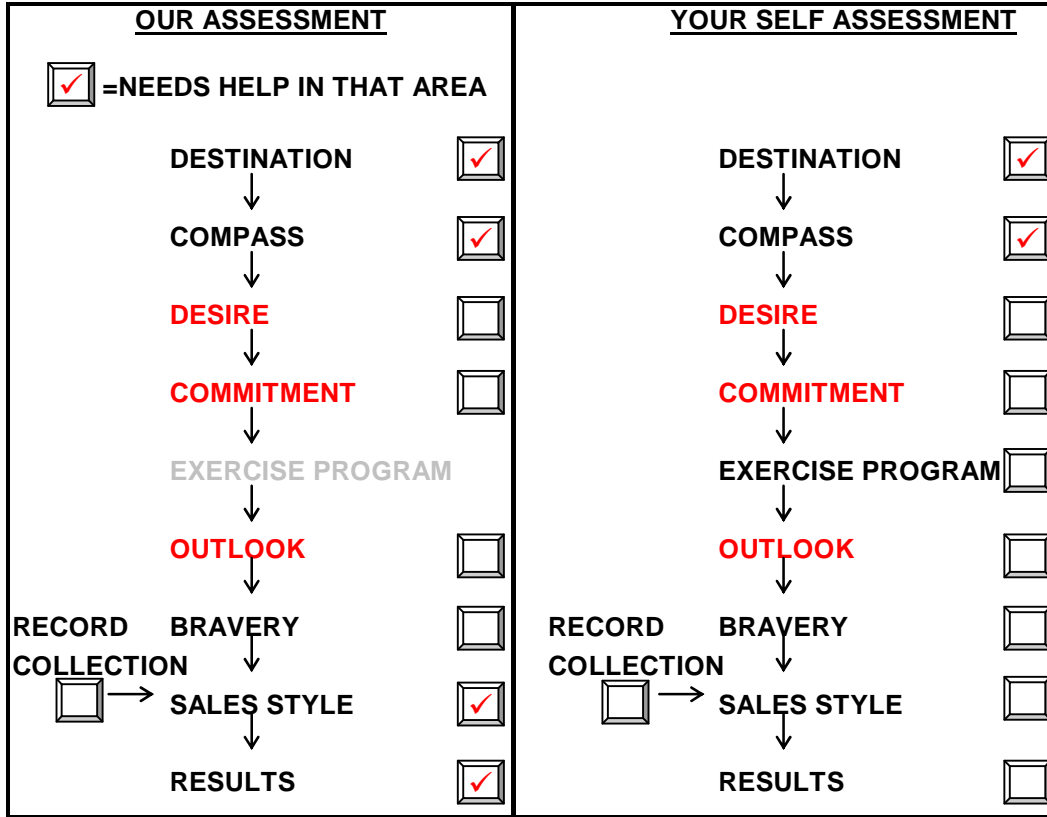 OUR ASSESSMENT
=NEEDS HELP IN THAT AREA
DESTINATION
COMPASS
DESIRE
COMMITMENT
EXERCISE PROGRAM
OUTLOOK
RECORD BRAVERY
COLLECTION
SALES STYLE
RESULTS
YOUR SELF ASSESSMENT
DESTINATION
COMPASS
DESIRE
COMMITMENT
EXERCISE PROGRAM
OUTLOOK
RECORD BRAVERY
COLLECTION
SALES STYLE
RESULTS